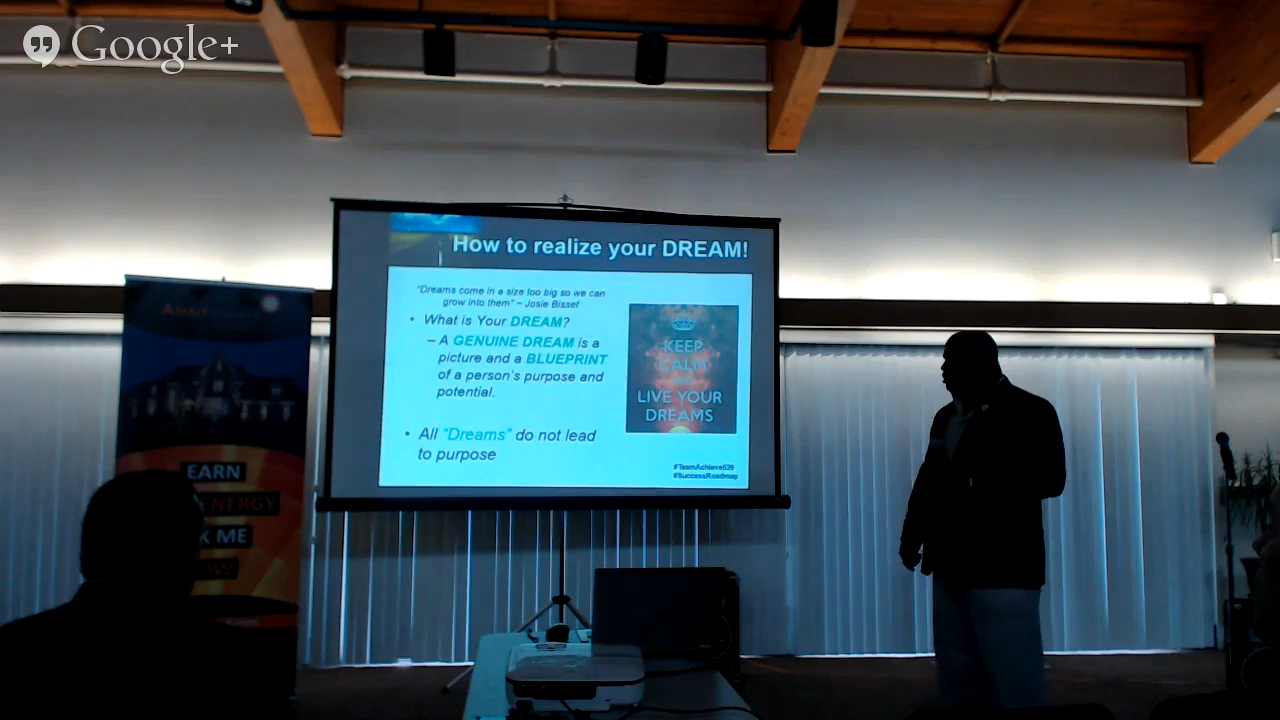 Google+
How to realize your DREAM!
"Dreams come in a size too big so we can
grow into them" ~ Josie Bisset
• What is Your DREAM?
– A GENUINE DREAM is a
picture and a BLUEPRINT
of a person's purpose and
potential.
• All "Dreams" do not lead
to purpose
KEEP
CALM
LIVE YOUR
DREAMS
#TeamAchieve529
#SuccessRoadmap
AMBIT
EARN
ENERGY
ME